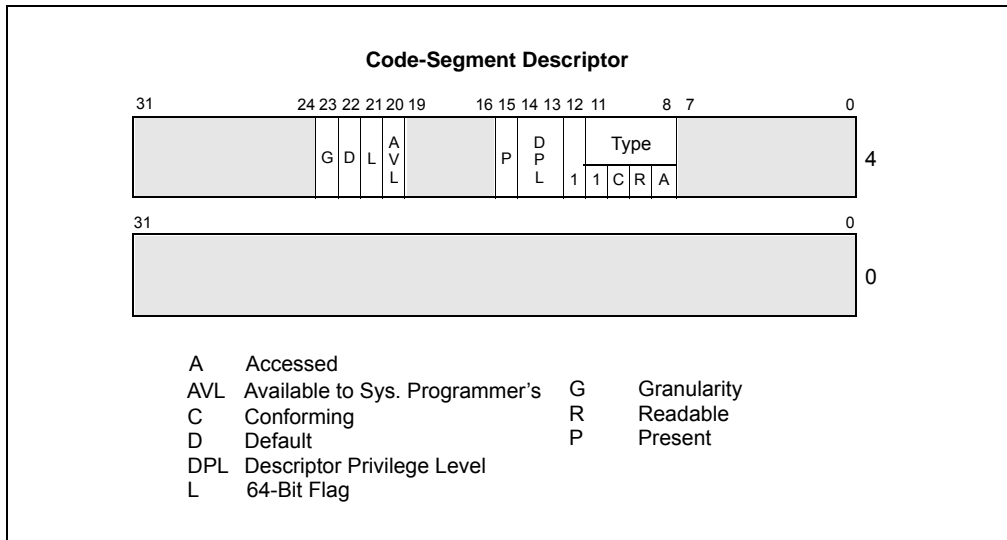 Code-Segment Descriptor
31 24 23 22 21 20 19 16 15 14 13 12 11 8 7 0
G D L AVL P DPL 1 Type 4
1 C R A
31 0
0
A Accessed
AVL Available to Sys. Programmer's G Granularity
C Conforming R Readable
D Default P Present
DPL Descriptor Privilege Level
L 64-Bit Flag